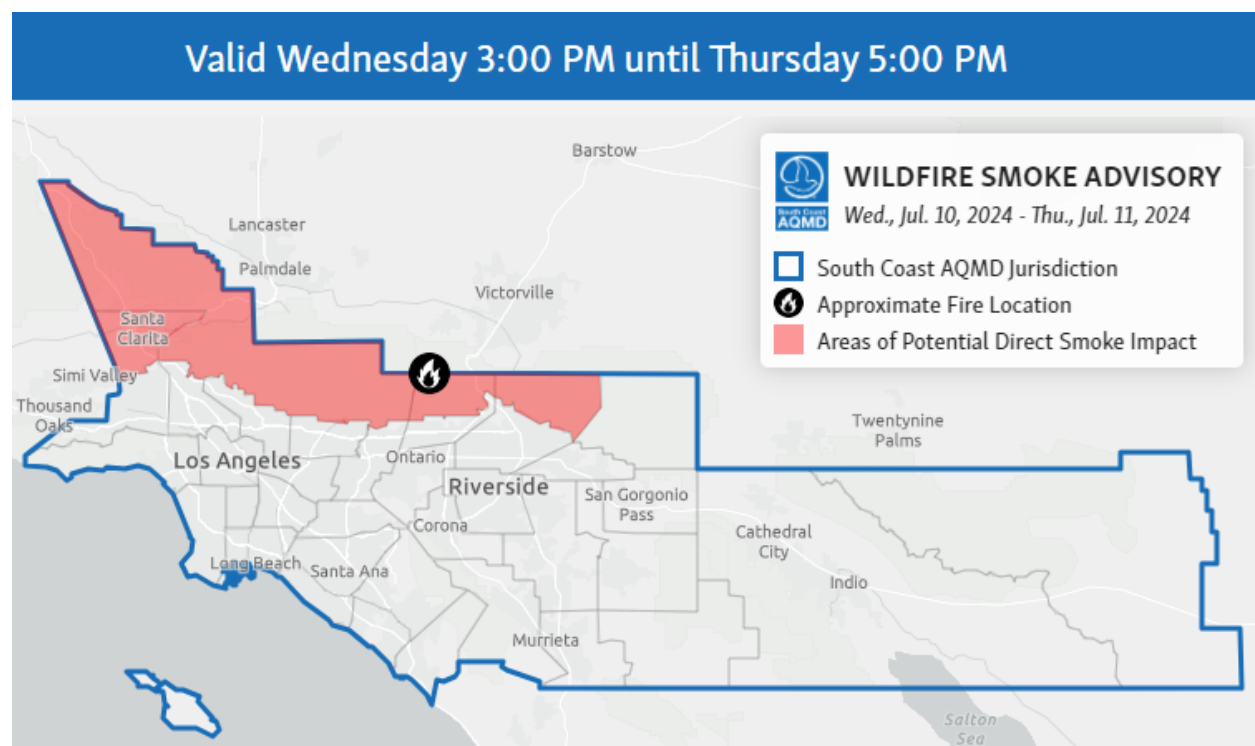 Valid Wednesday 3:00 PM until Thursday 5:00 PM
WILDFIRE SMOKE ADVISORY
Wed., Jul. 10, 2024 - Thu., Jul. 11, 2024
South Coast
AQMD
South Coast AQMD Jurisdiction
Approximate Fire Location
Areas of Potential Direct Smoke Impact
Barstow
Lancaster
Palmdale
Victorville
Santa
Clarita
Simi Valley
Thousand
Oaks
Twentynine
Palms
Los Angeles
Ontario
Riverside
San Gorgonio
Pass
Corona
Cathedral
City
Long Beach
Santa Ana
Indio
Murrieta
Salton
Sea